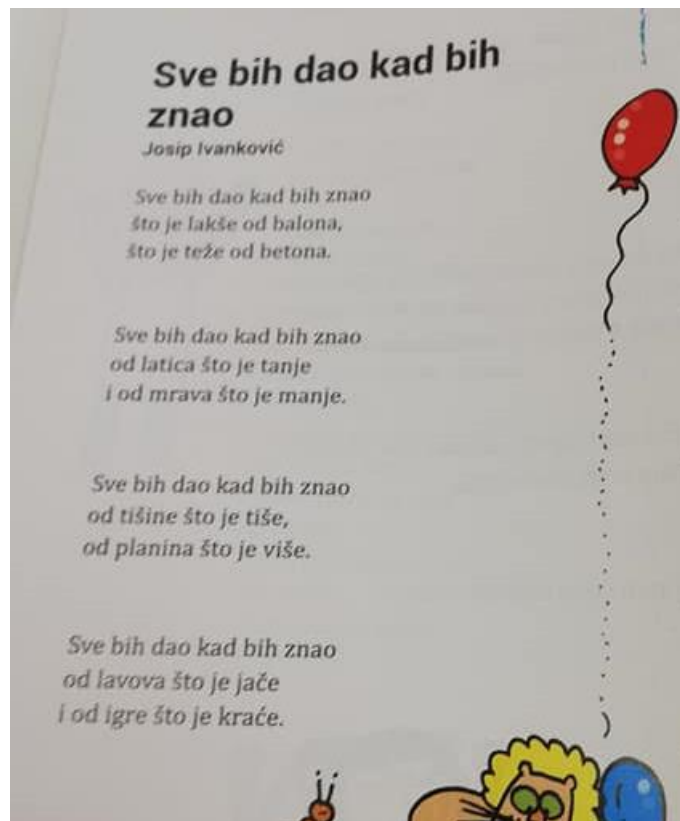 Sve bih dao kad bih
znao
Josip Ivanković
Sve bih dao kad bih znao
što je lakše od balona,
što je teže od betona.
Sve bih dao kad bih znao
od latica što je tanje
i od mrava što je manje.
Sve bih dao kad bih znao
od tišine što je tiše,
od planina što je više.
Sve bih dao kad bih znao
od lavova što je jače
i od igre što je kraće.